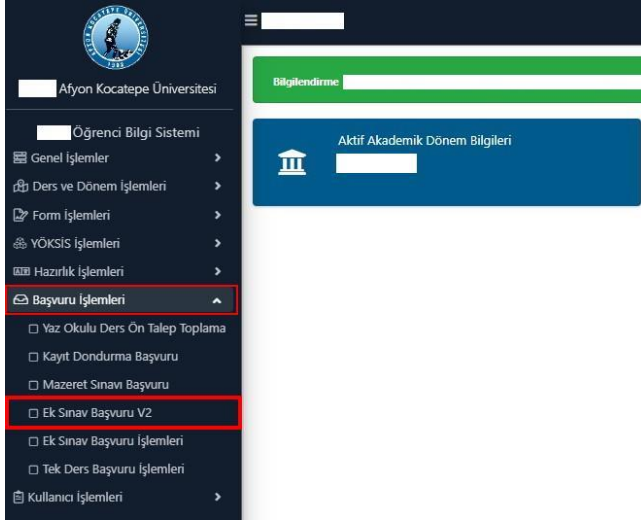 Afyon Kocatepe Üniversitesi
Öğrenci Bilgi Sistemi
Genel İşlemler
Ders ve Dönem İşlemleri
Form İşlemleri
YÖKSİS İşlemleri
Hazırlık İşlemleri
Başvuru İşlemleri
Yaz Okulu Ders Ön Talep Toplama
Kayıt Dondurma Başvuru
Mazeret Sınavı Başvuru
Ek Sınav Başvuru V2
Ek Sınav Başvuru İşlemleri
Tek Ders Başvuru İşlemleri
Kullanıcı İşlemleri
Bilgilendirme
Aktif Akademik Dönem Bilgileri